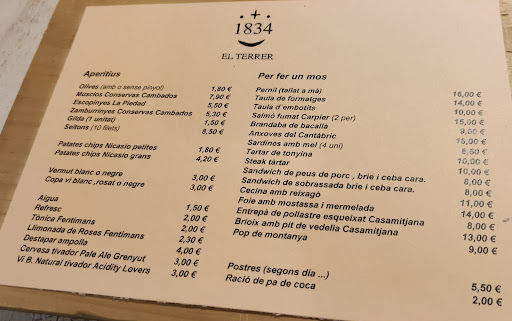 1834
EL TERRER
Aperitius
Olives (amb o sense pinyol) 1,80 €
Musclos Conservas Cambados 7,90 €
Escopinyes La Piedad 5,50 €
Zamburrinyes Conservas Cambados 5,30 €
Gilda (1 unitat) 1,50 €
Seitons (10 filets) 8,50 €
Patates chips Nicasio petites 1,80 €
Patates chips Nicasio grans 4,20 €
Vermut blanc o negre 3,00 €
Copa vi blanc ,rosat o negre 3,00 €
Aigua 1,50 €
Refresc 2,00 €
Tònica Fentimans 2,00 €
Llimonada de Roses Fentimans 2,30 €
Destapar ampolla 4,00 €
Cervesa tivador Pale Ale Grenyut 3,00 €
Vi B. Natural tivador Acidity Lovers 3,00 €
Per fer un mos
Pernil (tallat a mà) 16,00 €
Taula de formatges 14,00 €
Taula d´embotits 10,00 €
Salmó fumat Carpier (2 per) 15,00 €
Brandaba de bacallà 9,00 €
Anxoves del Cantàbric 15,00 €
Sardines amb mel (4 uni) 8,50 €
Tartar de tonyina 10,00 €
Steak tàrtar 10,00 €
Sandwich de peus de porc , brie i ceba cara. 8,00 €
Sandwich de sobrassada brie i ceba cara. 8,00 €
Cecina amb reixagó 11,00 €
Foie amb mostassa i mermelada 14,00 €
Entrepà de pollastre esqueixat Casamitjana 8,00 €
Brioix amb pit de vedella Casamitjana 13,00 €
Pop de montanya 9,00 €
Postres (segons dia ...) 5,50 €
Ració de pa de coca 2,00 €